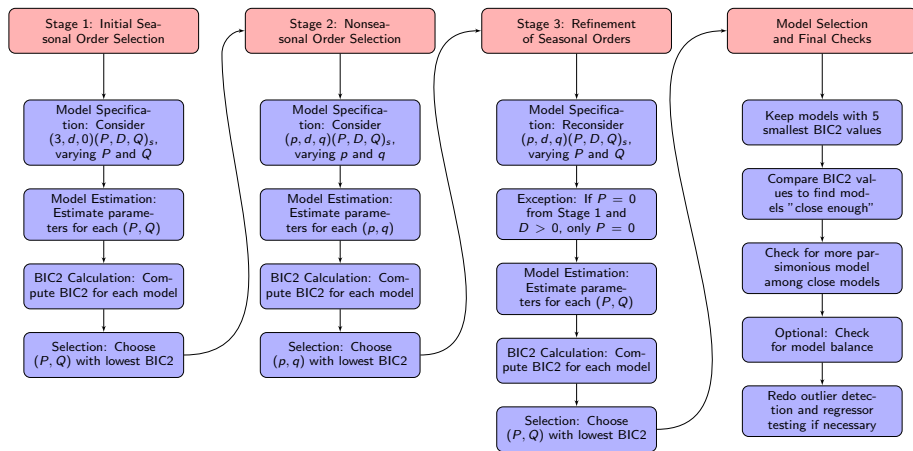 Stage 1: Initial Sea-
sonal Order Selection
Model Specifica-
tion: Consider
(3, d, 0)(P, D, Q)ₛ,
varying P and Q
Model Estimation:
Estimate parame-
ters for each (P, Q)
BIC2 Calculation: Com-
pute BIC2 for each model
Selection: Choose
(P, Q) with lowest BIC2
Stage 2: Nonsea-
sonal Order Selection
Model Specifica-
tion: Consider
(p, d, q)(P, D, Q)ₛ,
varying p and q
Model Estimation:
Estimate parame-
ters for each (p, q)
BIC2 Calculation: Com-
pute BIC2 for each model
Selection: Choose
(p, q) with lowest BIC2
Stage 3: Refinement
of Seasonal Orders
Model Specifica-
tion: Reconsider
(p, d, q)(P, D, Q)ₛ,
varying P and Q
Exception: If P = 0
from Stage 1 and
D > 0, only P = 0
Model Estimation:
Estimate parame-
ters for each (P, Q)
BIC2 Calculation: Com-
pute BIC2 for each model
Selection: Choose
(P, Q) with lowest BIC2
Model Selection
and Final Checks
Keep models with 5
smallest BIC2 values
Compare BIC2 val-
ues to find mod-
els "close enough"
Check for more par-
simonious model
among close models
Optional: Check
for model balance
Redo outlier detec-
tion and regressor
testing if necessary